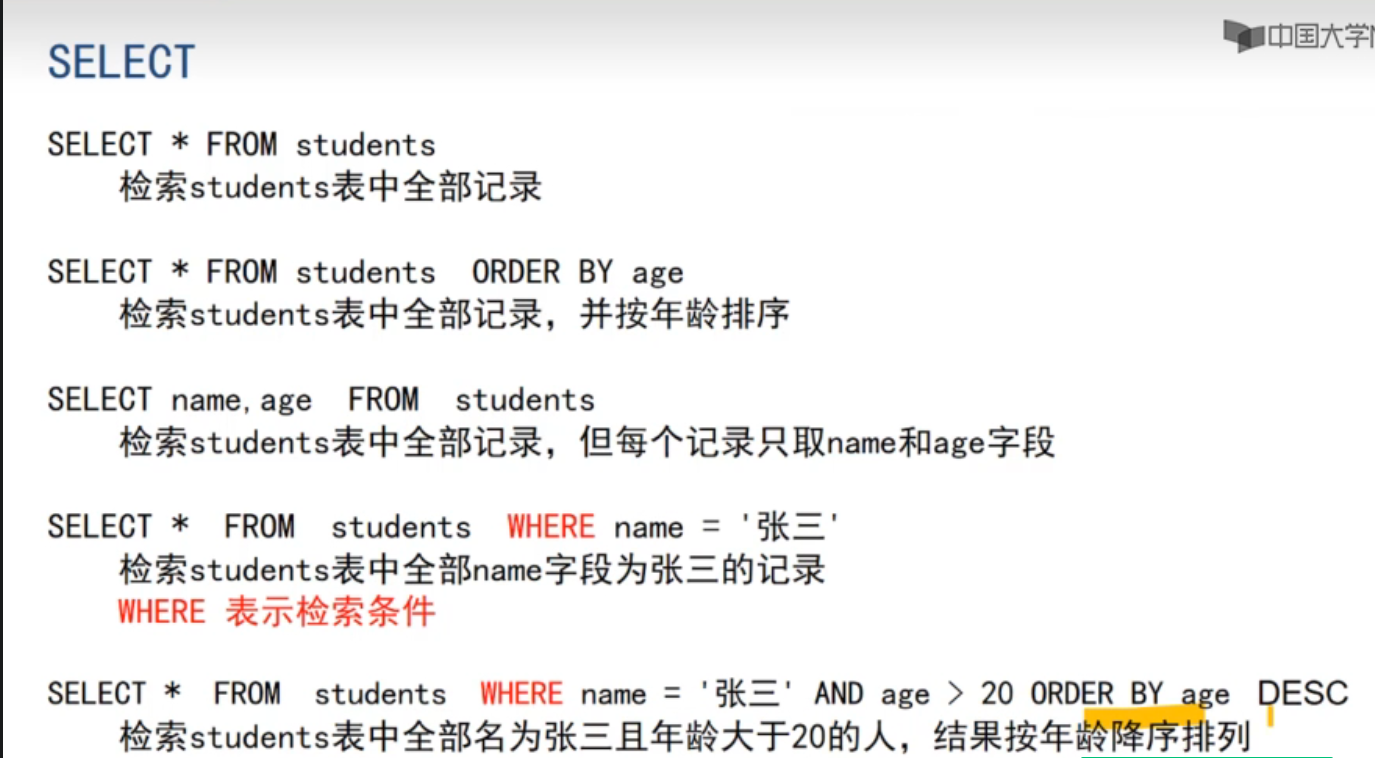 SELECT
中国大学
SELECT * FROM students
检索students表中全部记录
SELECT * FROM students ORDER BY age
检索students表中全部记录，并按年龄排序
SELECT name,age FROM students
检索students表中全部记录，但每个记录只取name和age字段
SELECT * FROM students WHERE name = '张三'
检索students表中全部name字段为张三的记录
WHERE 表示检索条件
SELECT * FROM students WHERE name = '张三' AND age > 20 ORDER BY age DESC
检索students表中全部名为张三且年龄大于20的人，结果按年龄降序排列